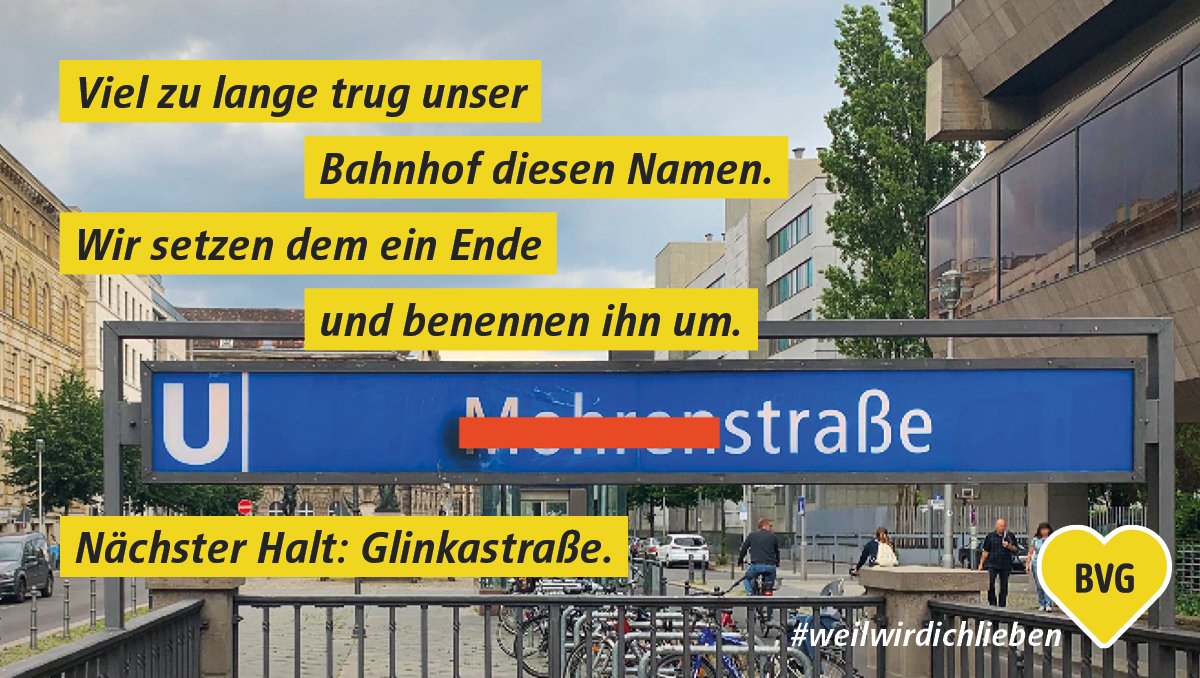 Viel zu lange trug unser
Bahnhof diesen Namen.
Wir setzen dem ein Ende
und benennen ihn um.
U Mohrenstraße
Nächster Halt: Glinkastraße.
BVG
#weilwirdichlieben